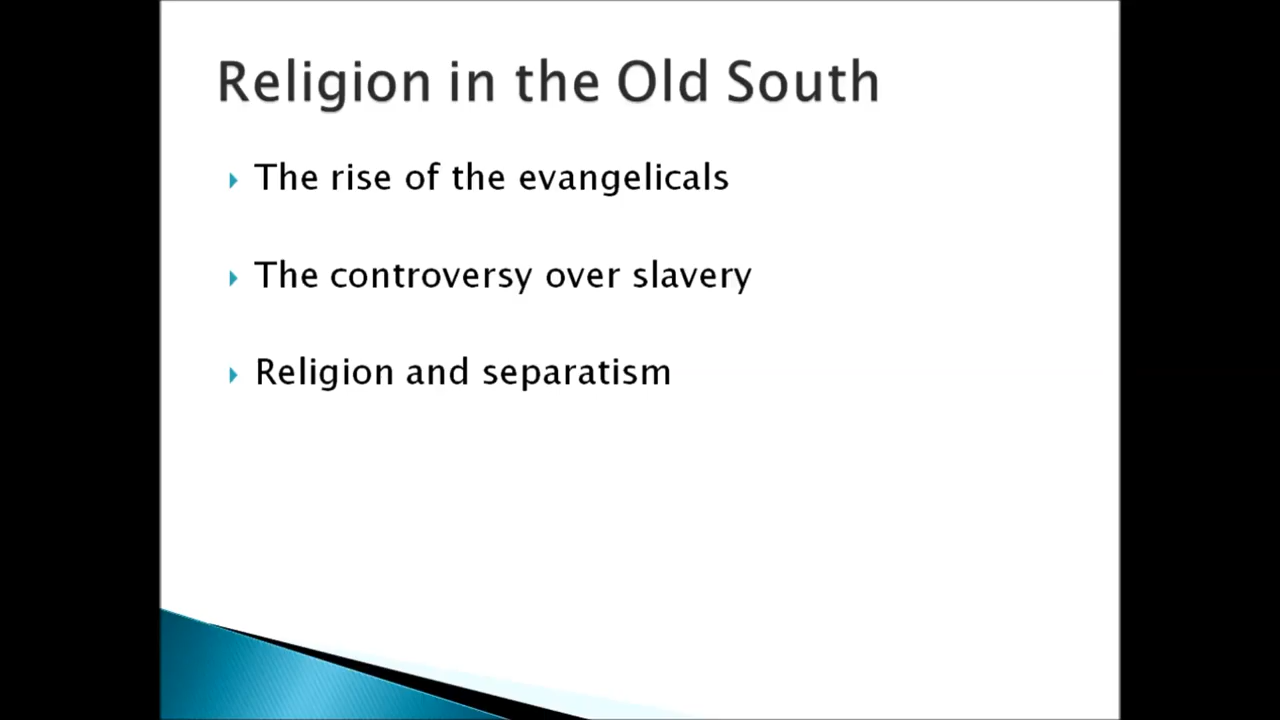 Religion in the Old South
The rise of the evangelicals
The controversy over slavery
Religion and separatism